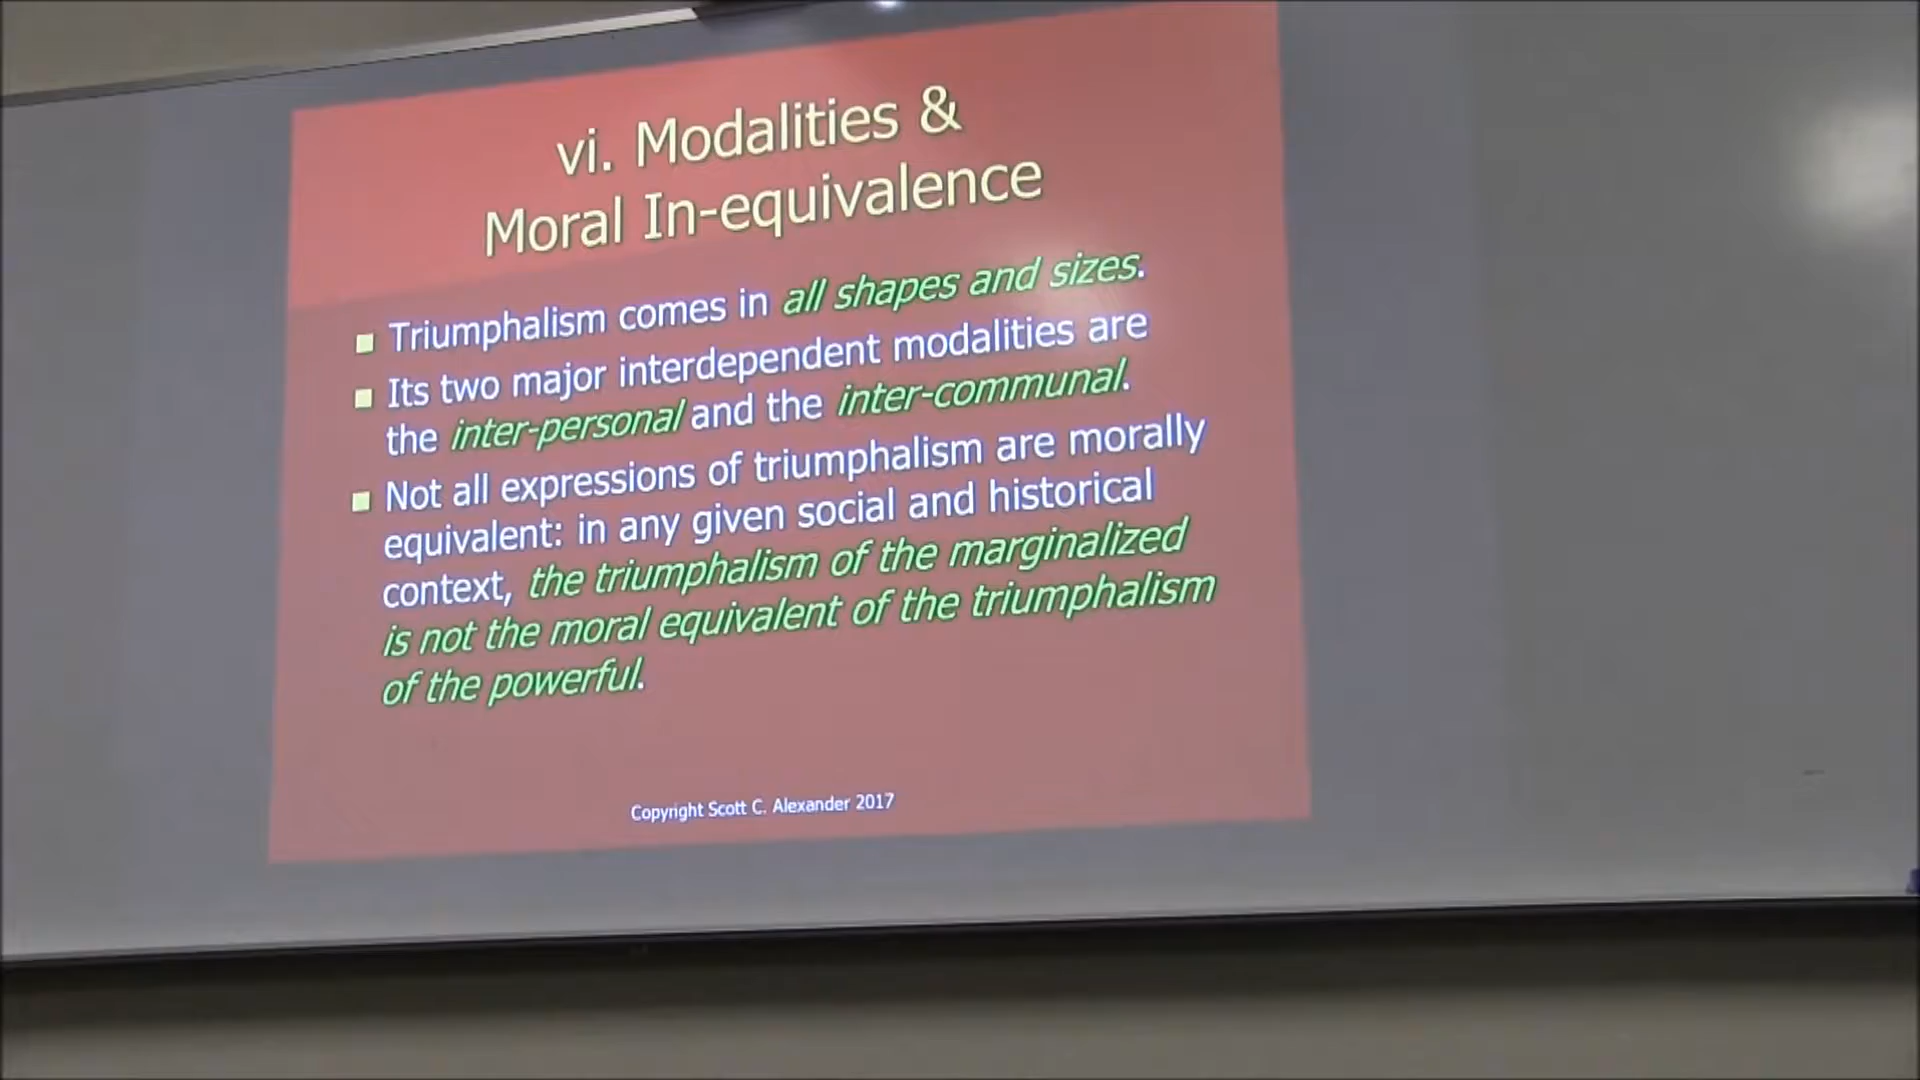 vi. Modalities &
Moral In-equivalence
Triumphalism comes in all shapes and sizes.
Its two major interdependent modalities are
the inter-personal and the inter-communal.
Not all expressions of triumphalism are morally
equivalent: in any given social and historical
context, the triumphalism of the marginalized
is not the moral equivalent of the triumphalism
of the powerful.
Copyright Scott C. Alexander 2017